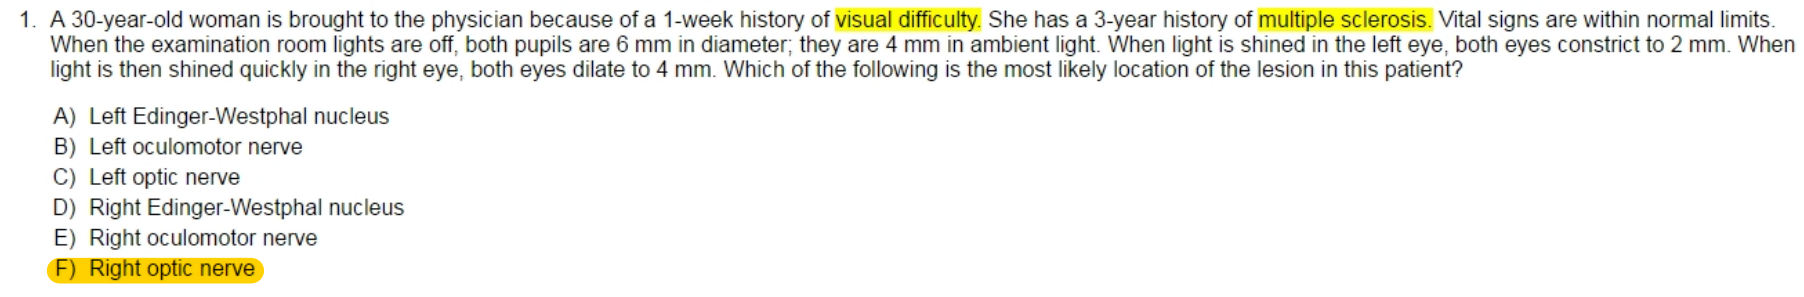 1. A 30-year-old woman is brought to the physician because of a 1-week history of visual difficulty. She has a 3-year history of multiple sclerosis. Vital signs are within normal limits.
When the examination room lights are off, both pupils are 6 mm in diameter; they are 4 mm in ambient light. When light is shined in the left eye, both eyes constrict to 2 mm. When
light is then shined quickly in the right eye, both eyes dilate to 4 mm. Which of the following is the most likely location of the lesion in this patient?
A) Left Edinger-Westphal nucleus
B) Left oculomotor nerve
C) Left optic nerve
D) Right Edinger-Westphal nucleus
E) Right oculomotor nerve
F) Right optic nerve